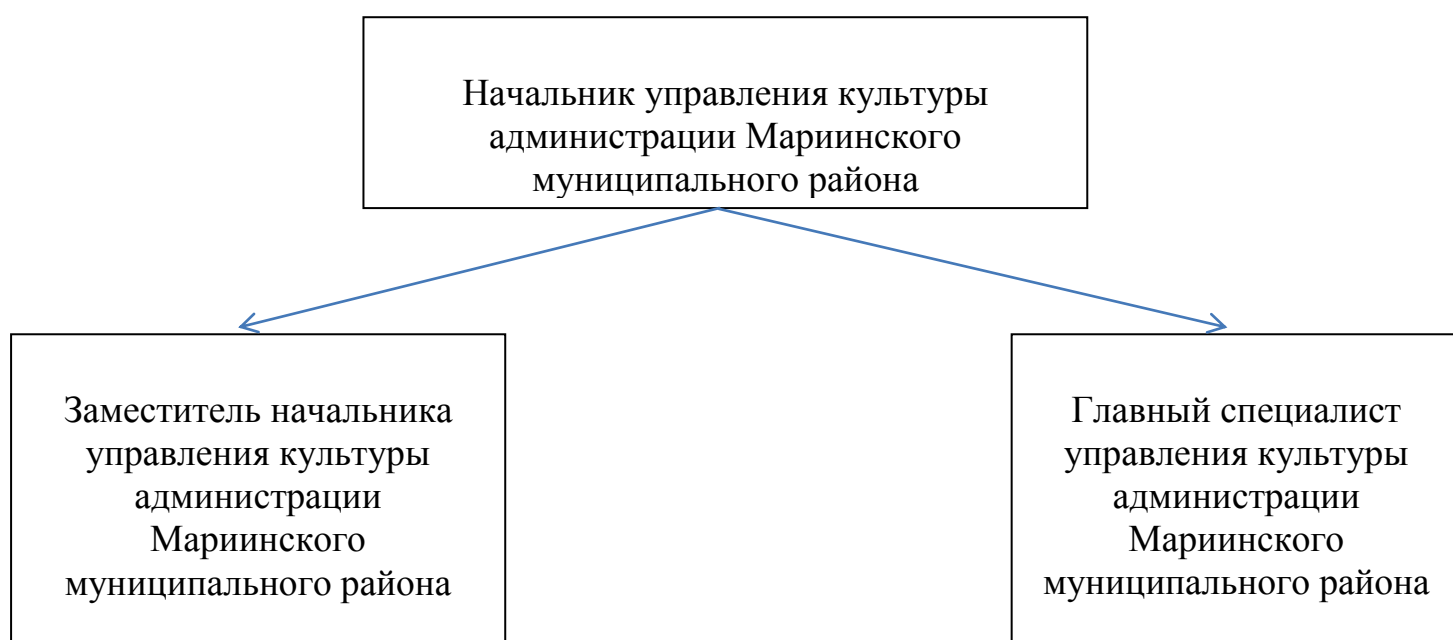 Начальник управления культуры
администрации Мариинского
муниципального района
Заместитель начальника
управления культуры
администрации
Мариинского
муниципального района
Главный специалист
управления культуры
администрации
Мариинского
муниципального района